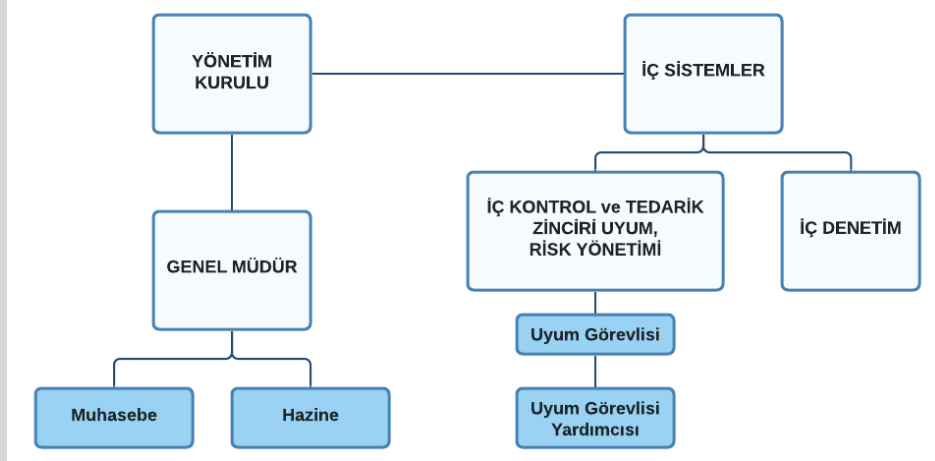 YÖNETİM
KURULU
İÇ SİSTEMLER
İÇ KONTROL ve TEDARİK
ZİNCİRİ UYUM,
RİSK YÖNETİMİ
İÇ DENETİM
GENEL MÜDÜR
Uyum Görevlisi
Muhasebe
Hazine
Uyum Görevlisi
Yardımcısı